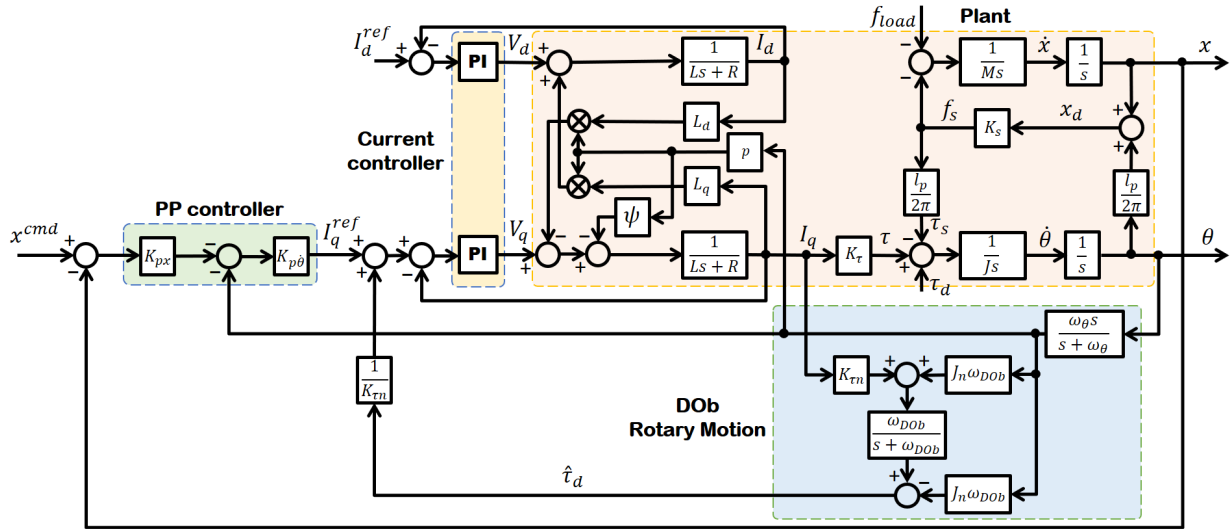 f_load
Plant
I_d^ref
+
−
PI
V_d
+
+
1/(Ls + R)
I_d
−
−
1/(Ms)
ẋ
1/s
x
L_d
f_s
K_s
x_d
+
+
Current
controller
p
L_q
l_p/(2π)
l_p/(2π)
PP controller
ψ
x^cmd
+
−
K_px
−
−
K_pθ̇
I_q^ref
+
+
+
−
PI
V_q
−
+
−
+
1/(Ls + R)
I_q
K_τ
τ
τ_s
−
+
τ_d
1/(Js)
θ̇
1/s
θ
ω_θ s/(s + ω_θ)
1/K_τn
K_τn
+
+
J_n ω_DOb
DOb
Rotary Motion
ω_DOb/(s + ω_DOb)
τ̂_d
+
−
J_n ω_DOb